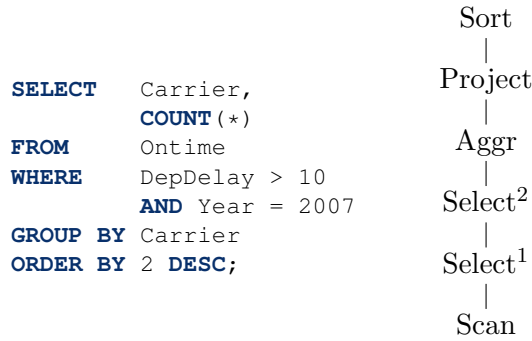 SELECT Carrier,
COUNT(*)
FROM Ontime
WHERE DepDelay > 10
AND Year = 2007
GROUP BY Carrier
ORDER BY 2 DESC;
Sort
Project
Aggr
Select²
Select¹
Scan